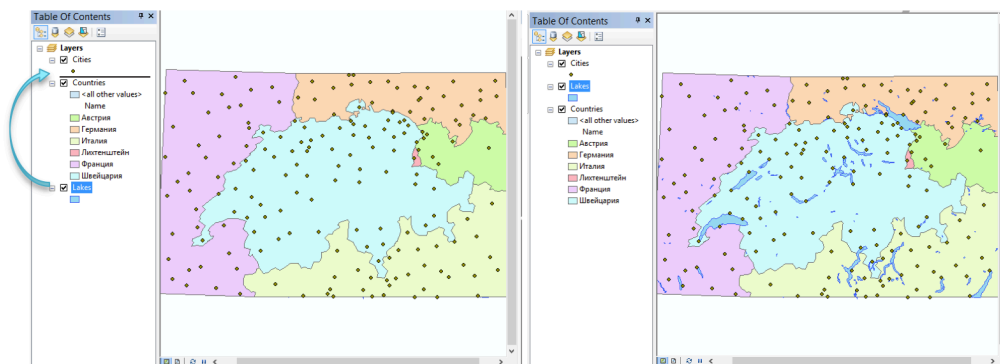 Table Of Contents
Layers
Cities
Countries
<all other values>
Name
Австрия
Германия
Италия
Лихтенштейн
Франция
Швейцария
Lakes
Table Of Contents
Layers
Cities
Lakes
Countries
<all other values>
Name
Австрия
Германия
Италия
Лихтенштейн
Франция
Швейцария